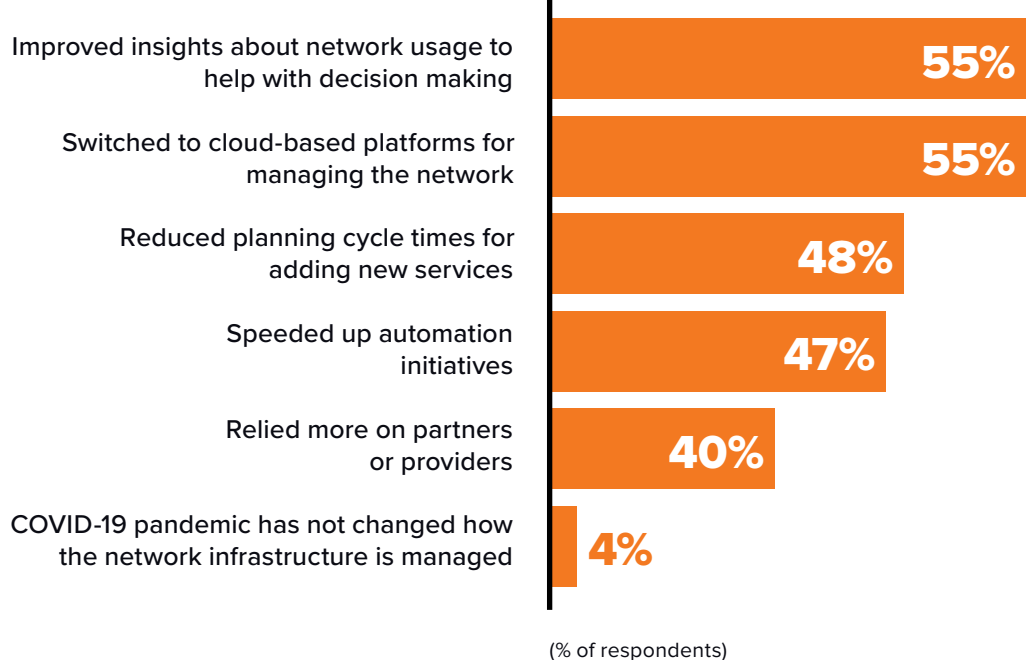 Improved insights about network usage to
help with decision making
55%
Switched to cloud-based platforms for
managing the network
55%
Reduced planning cycle times for
adding new services
48%
Speeded up automation
initiatives
47%
Relied more on partners
or providers
40%
COVID-19 pandemic has not changed how
the network infrastructure is managed
4%
(% of respondents)